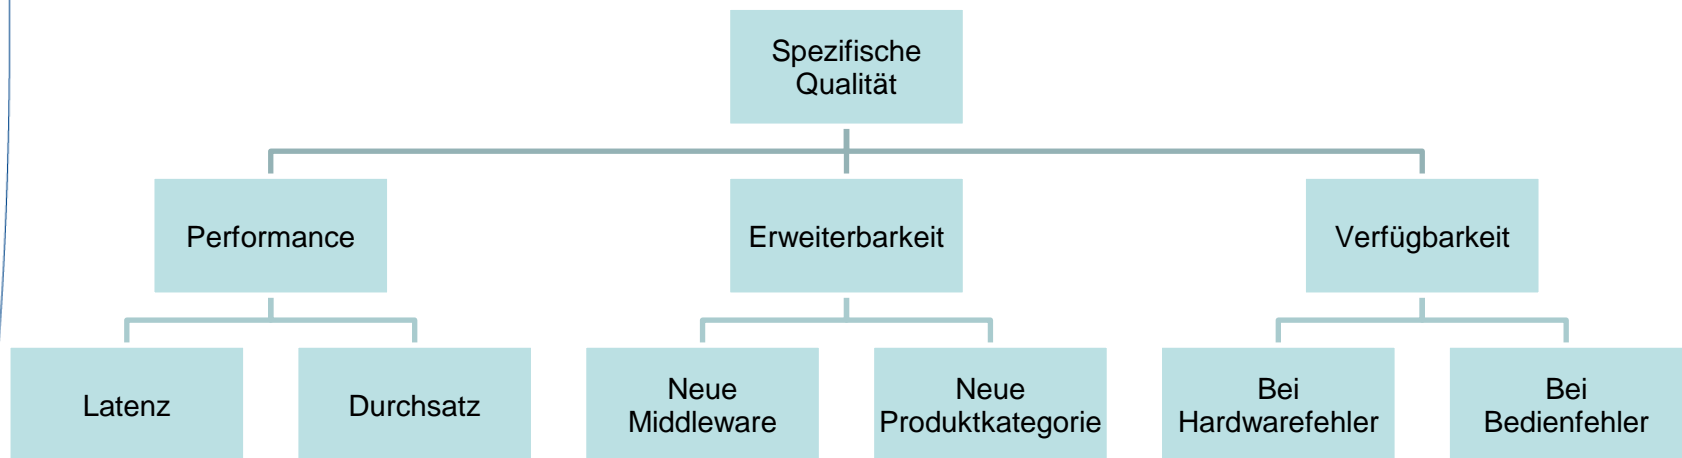 Spezifische
Qualität
Performance
Erweiterbarkeit
Verfügbarkeit
Latenz
Durchsatz
Neue
Middleware
Neue
Produktkategorie
Bei
Hardwarefehler
Bei
Bedienfehler